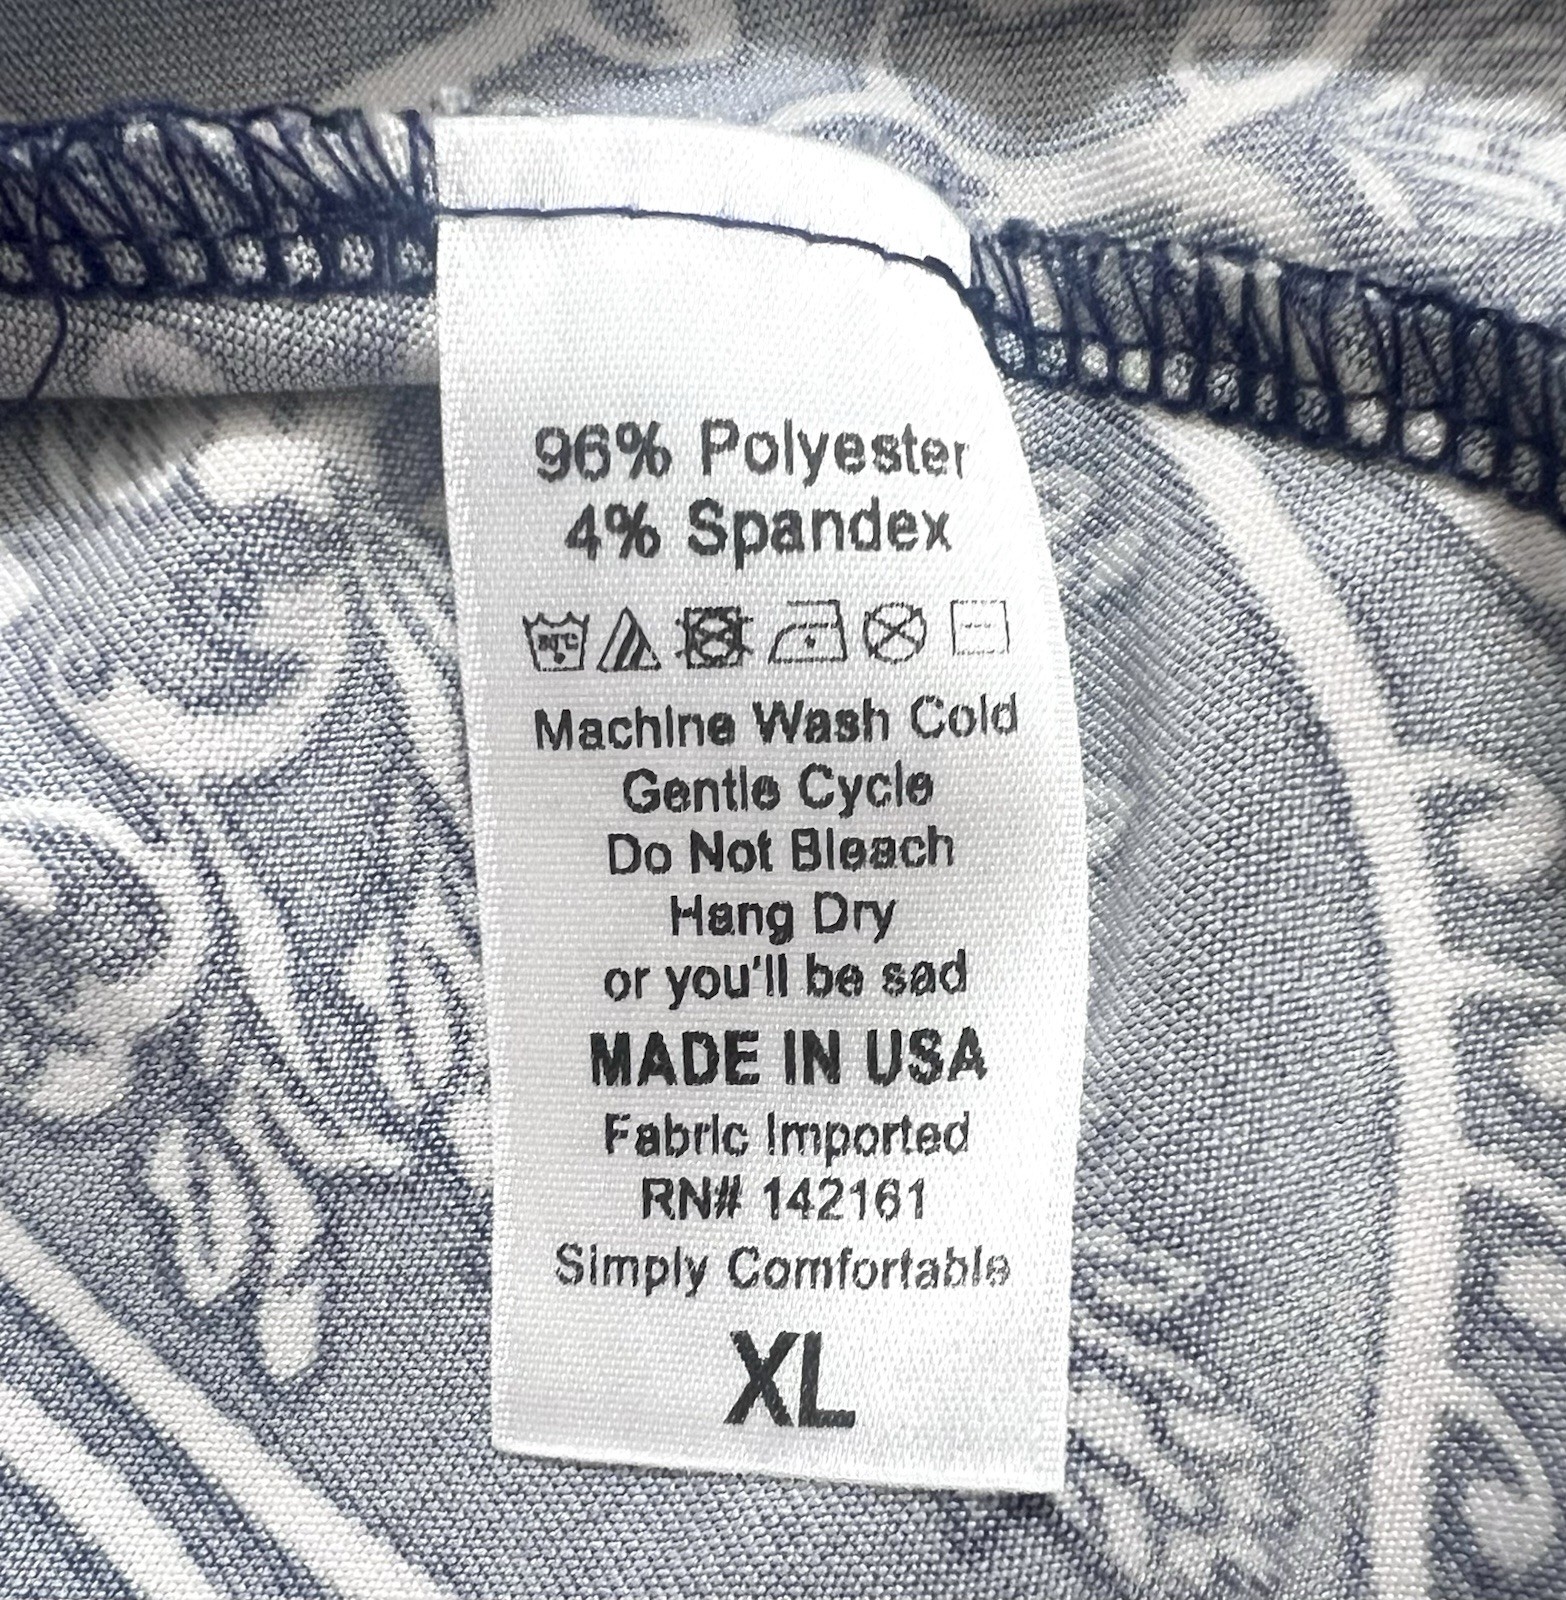 96% Polyester
4% Spandex
30°C
Machine Wash Cold
Gentle Cycle
Do Not Bleach
Hang Dry
or you'll be sad
MADE IN USA
Fabric Imported
RN# 142161
Simply Comfortable
XL